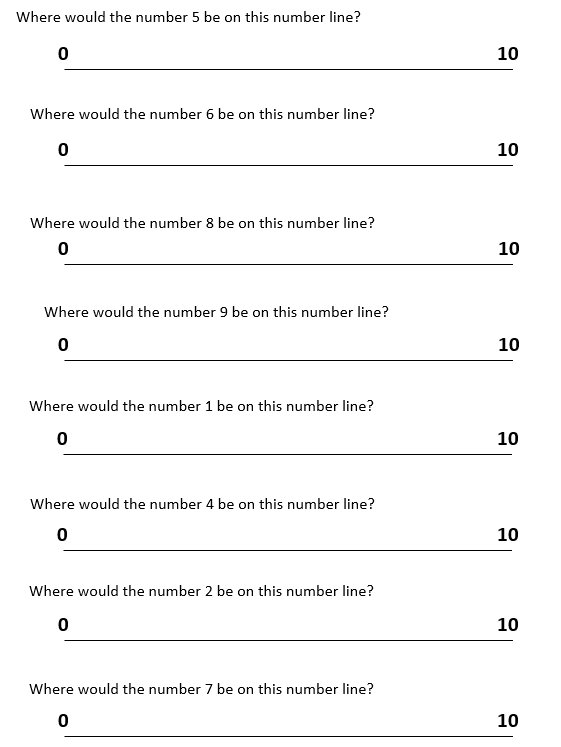 Where would the number 5 be on this number line?
0 10
Where would the number 6 be on this number line?
0 10
Where would the number 8 be on this number line?
0 10
Where would the number 9 be on this number line?
0 10
Where would the number 1 be on this number line?
0 10
Where would the number 4 be on this number line?
0 10
Where would the number 2 be on this number line?
0 10
Where would the number 7 be on this number line?
0 10